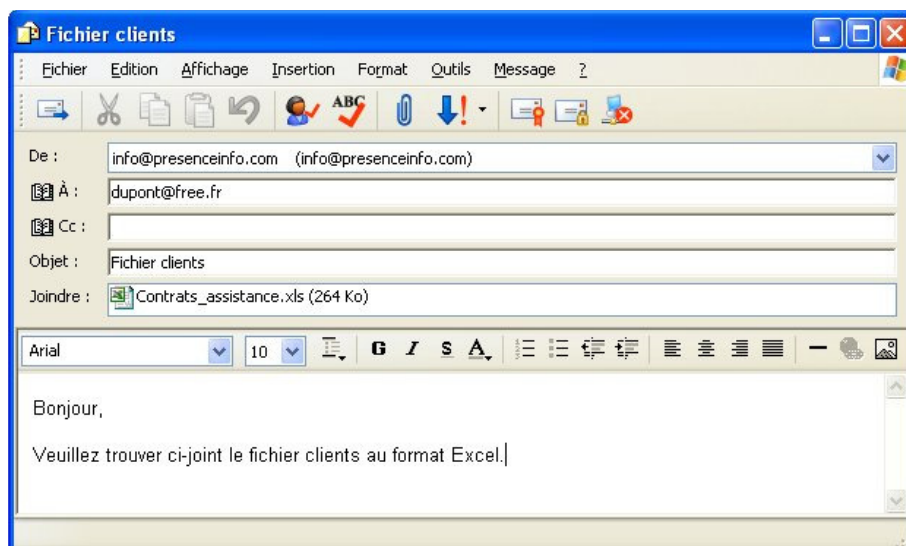 Fichier clients
Fichier Edition Affichage Insertion Format Outils Message ?
ABC
De : info@presenceinfo.com (info@presenceinfo.com)
À : dupont@free.fr
Cc :
Objet : Fichier clients
Joindre : Contrats_assistance.xls (264 Ko)
Arial 10 G I S A
Bonjour,
Veuillez trouver ci-joint le fichier clients au format Excel.